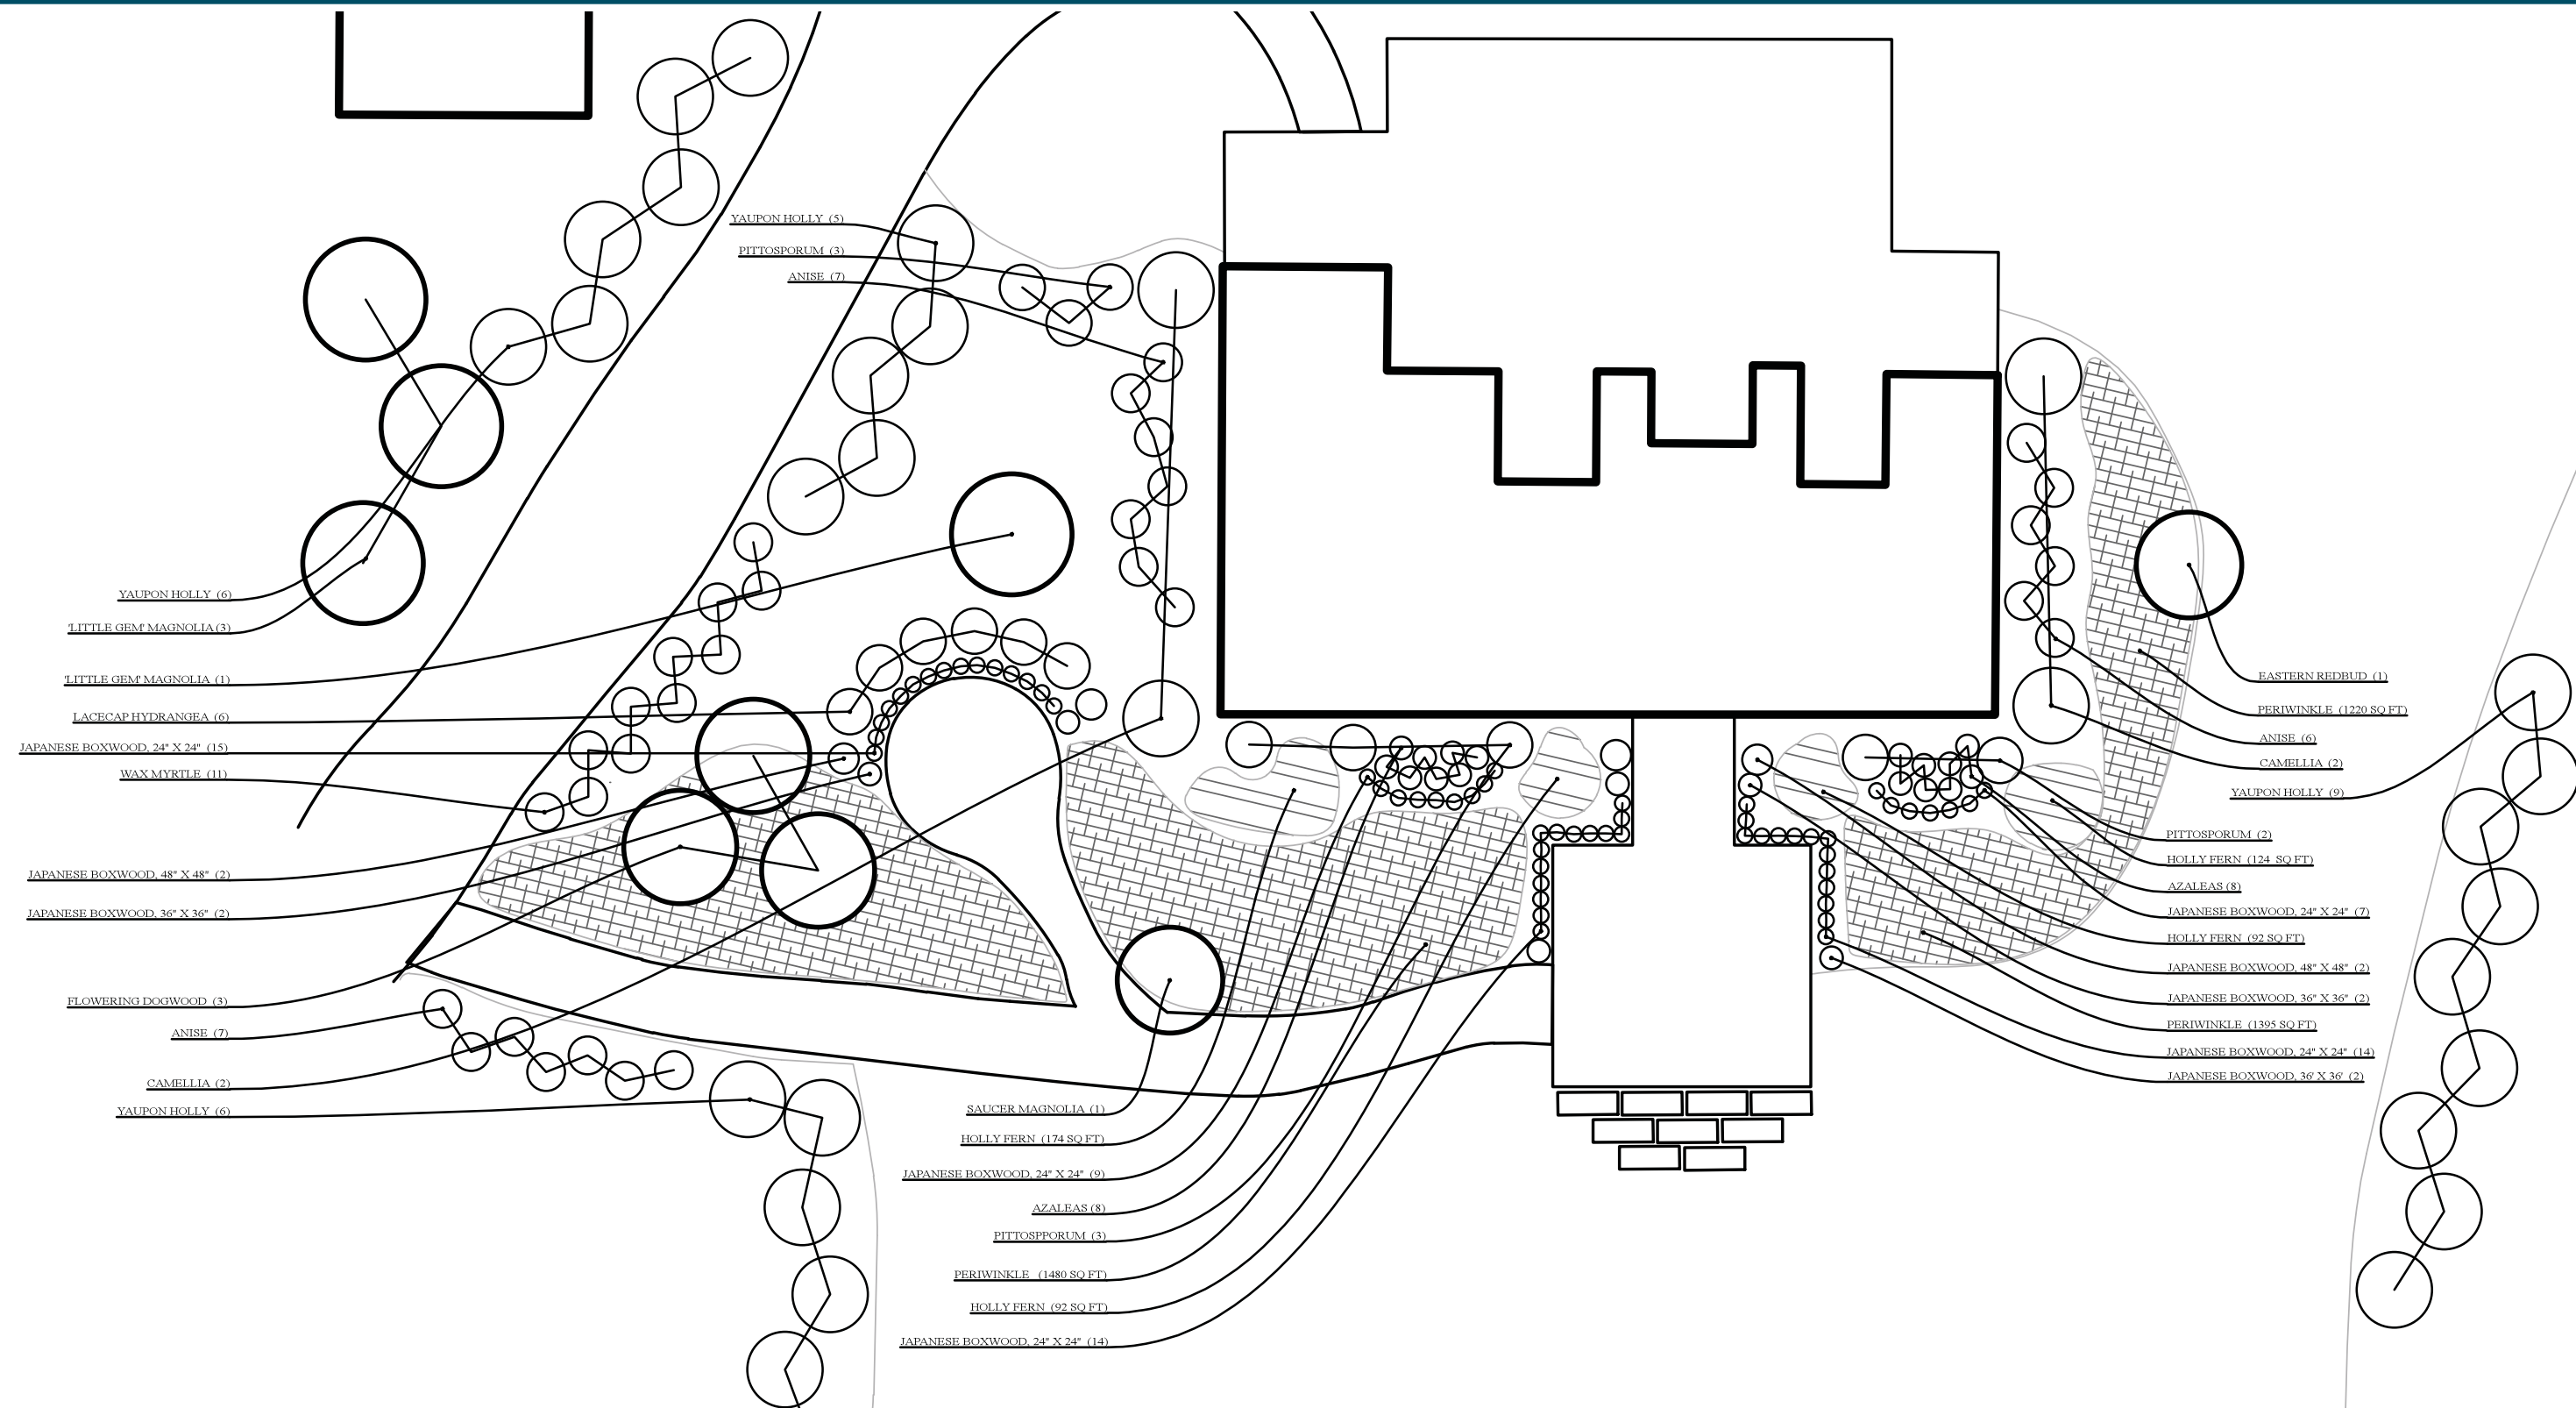 YAUPON HOLLY (5)
PITTOSPORUM (3)
ANISE (7)
YAUPON HOLLY (6)
'LITTLE GEM' MAGNOLIA (3)
'LITTLE GEM' MAGNOLIA (1)
LACECAP HYDRANGEA (6)
JAPANESE BOXWOOD, 24" X 24" (15)
WAX MYRTLE (11)
JAPANESE BOXWOOD, 48" X 48" (2)
JAPANESE BOXWOOD, 36" X 36" (2)
FLOWERING DOGWOOD (3)
ANISE (7)
CAMELLIA (2)
YAUPON HOLLY (6)
SAUCER MAGNOLIA (1)
HOLLY FERN (174 SQ FT)
JAPANESE BOXWOOD, 24" X 24" (9)
AZALEAS (8)
PITTOSPPORUM (3)
PERIWINKLE (1480 SQ FT)
HOLLY FERN (92 SQ FT)
JAPANESE BOXWOOD, 24" X 24" (14)
EASTERN REDBUD (1)
PERIWINKLE (1220 SQ FT)
ANISE (6)
CAMELLIA (2)
YAUPON HOLLY (9)
PITTOSPORUM (2)
HOLLY FERN (124 SQ FT)
AZALEAS (8)
JAPANESE BOXWOOD, 24" X 24" (7)
HOLLY FERN (92 SQ FT)
JAPANESE BOXWOOD, 48" X 48" (2)
JAPANESE BOXWOOD, 36" X 36" (2)
PERIWINKLE (1395 SQ FT)
JAPANESE BOXWOOD, 24" X 24" (14)
JAPANESE BOXWOOD, 36' X 36' (2)